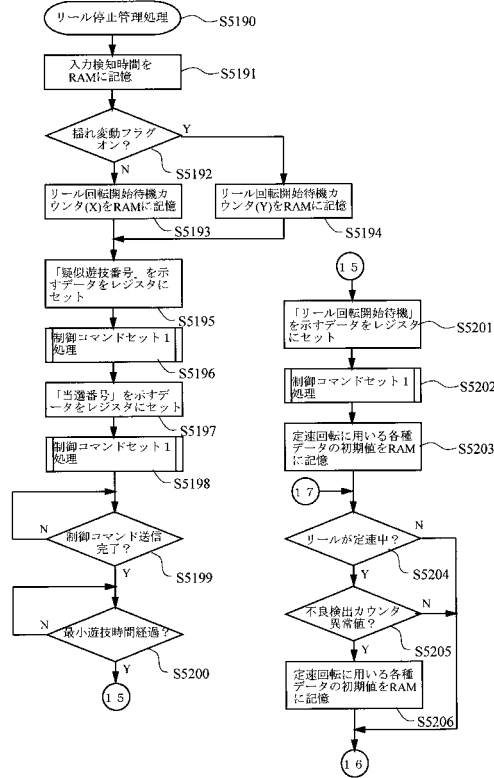 リール停止管理処理
S5190
入力検知時間を
RAMに記憶
S5191
揺れ変動フラグ
オン？
Y
N
S5192
リール回転開始待機カ
ウンタ(X)をRAMに記憶
S5193
リール回転開始待機カ
ウンタ(Y)をRAMに記憶
S5194
「疑似遊技番号」を示
すデータをレジスタに
セット
S5195
制御コマンドセット１
処理
S5196
「当選番号」を示すデ
ータをレジスタにセット
S5197
制御コマンドセット１
処理
S5198
制御コマンド送信
完了？
N
Y
S5199
最小遊技時間経過？
N
Y
S5200
１５
１５
「リール回転開始待機」
を示すデータをレジスタ
にセット
S5201
制御コマンドセット１
処理
S5202
定速回転に用いる各種
データの初期値をRAM
に記憶
S5203
１７
リールが定速中？
N
Y
S5204
不良検出カウンタ
異常値？
N
Y
S5205
定速回転に用いる各種
データの初期値をRAM
に記憶
S5206
１６